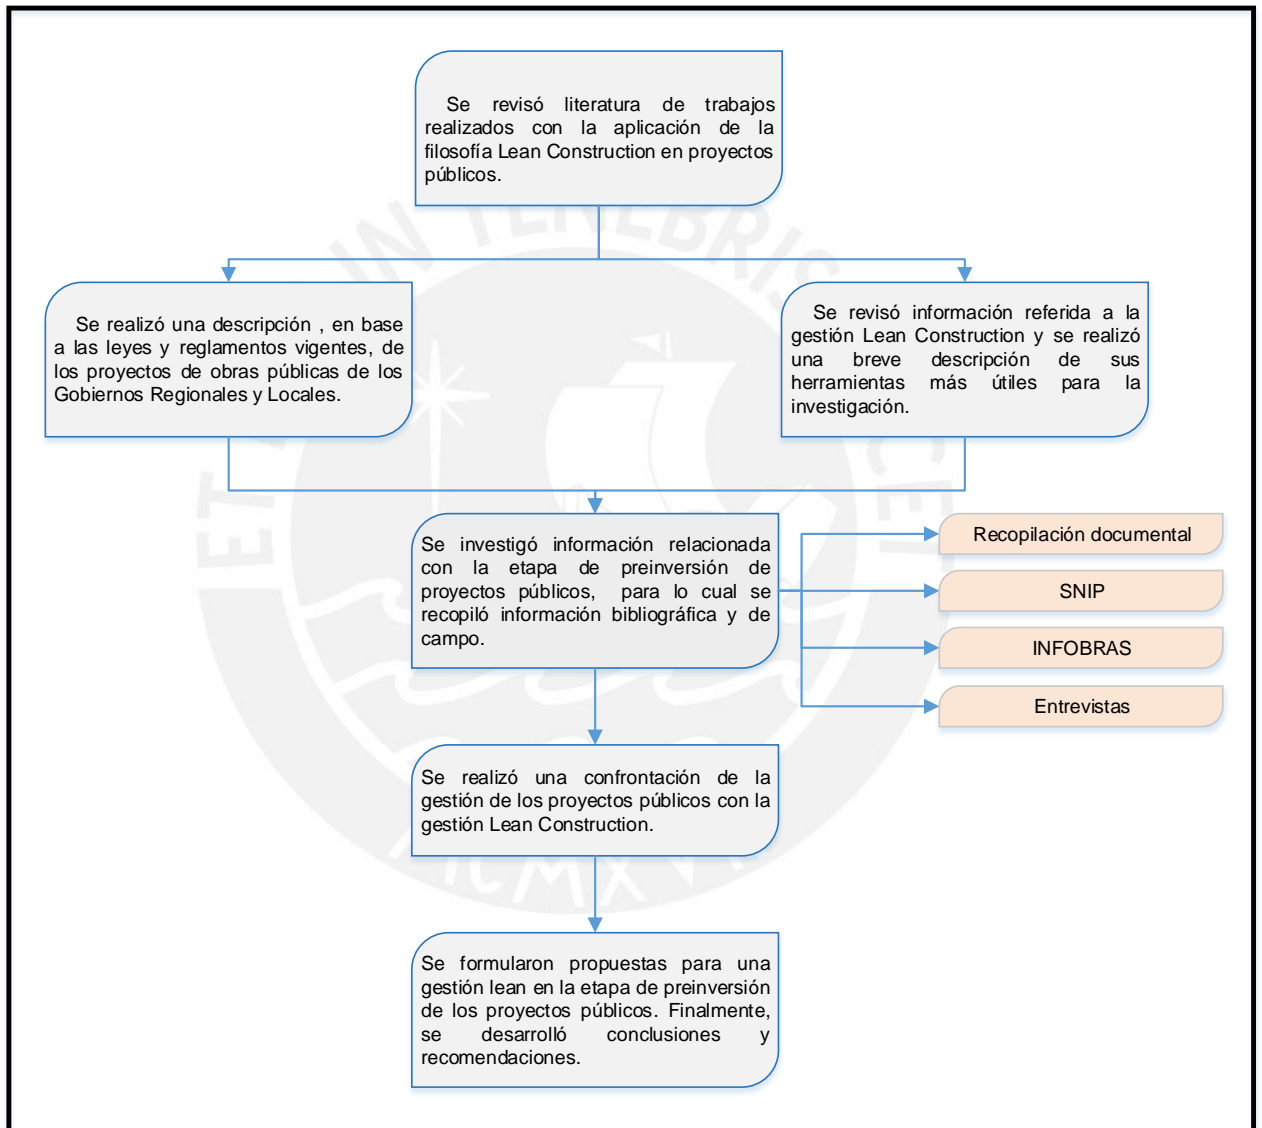 Se revisó literatura de trabajos
realizados con la aplicación de la
filosofía Lean Construction en proyectos
públicos.
Se realizó una descripción , en base
a las leyes y reglamentos vigentes, de
los proyectos de obras públicas de los
Gobiernos Regionales y Locales.
Se revisó información referida a la
gestión Lean Construction y se realizó
una breve descripción de sus
herramientas más útiles para la
investigación.
Se investigó información relacionada
con la etapa de preinversión de
proyectos públicos, para lo cual se
recopiló información bibliográfica y de
campo.
Recopilación documental
SNIP
INFOBRAS
Entrevistas
Se realizó una confrontación de la
gestión de los proyectos públicos con la
gestión Lean Construction.
Se formularon propuestas para una
gestión lean en la etapa de preinversión
de los proyectos públicos. Finalmente,
se desarrolló conclusiones y
recomendaciones.
ET
IN TENEBRIS